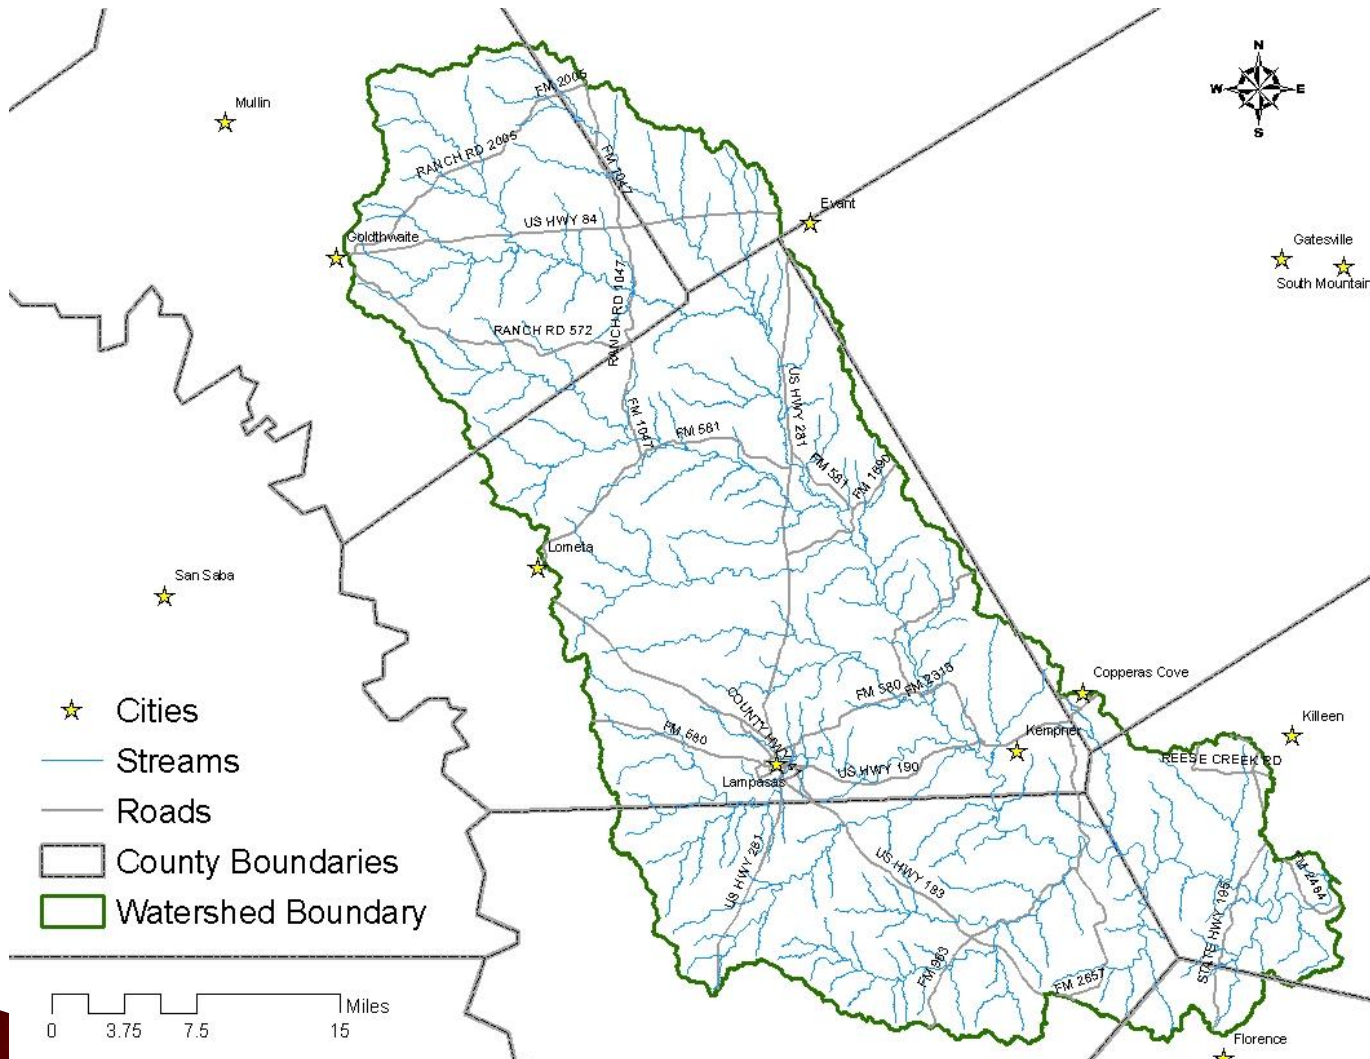 N
W E
S
Mullin
FM 2005
RANCH RD 2005
FM 1047
Evant
US HWY 84
Goldthwaite
Gatesville
South Mountain
RANCH RD 1047
RANCH RD 572
US HWY 281
FM 1047
FM 581
FM 581
FM 1690
Lometa
San Saba
Copperas Cove
FM 580
FM 2313
COUNTY HWY
FM 580
Kempner
Killeen
REESE CREEK RD
US HWY 190
Lampasas
US HWY 281
US HWY 183
FM 2484
STATE HWY 195
FM 963
FM 2657
Florence
Cities
Streams
Roads
County Boundaries
Watershed Boundary
Miles
0 3.75 7.5 15